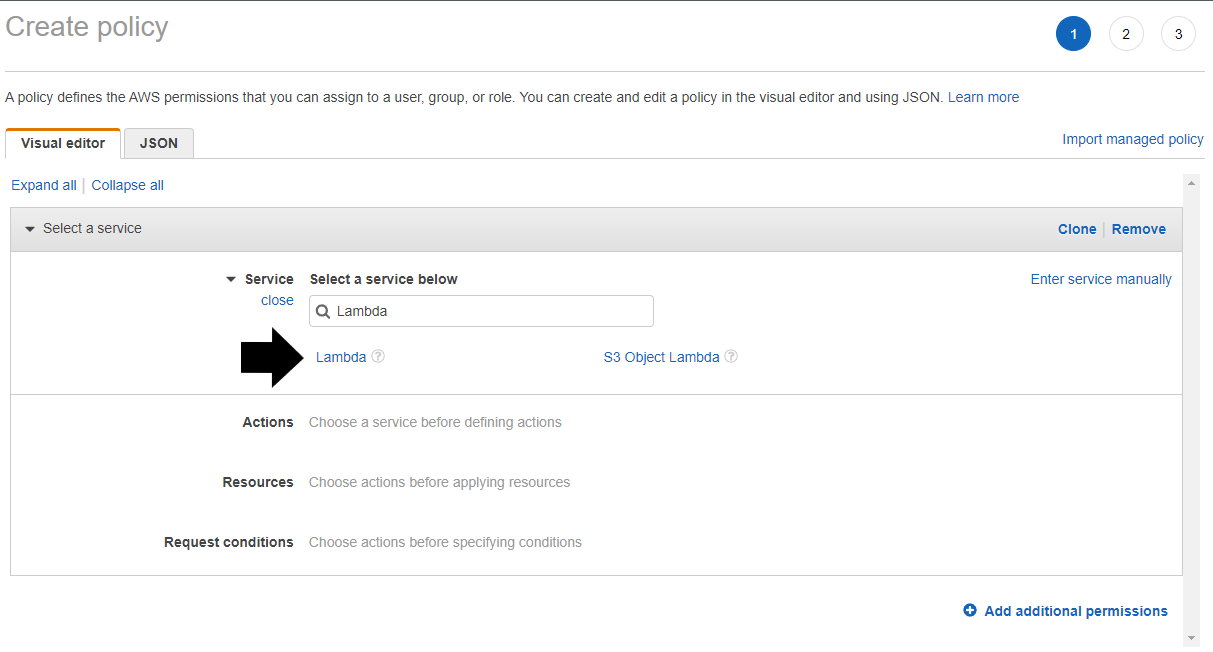 Create policy
1 2 3
A policy defines the AWS permissions that you can assign to a user, group, or role. You can create and edit a policy in the visual editor and using JSON. Learn more
Visual editor JSON
Import managed policy
Expand all | Collapse all
Select a service
Clone | Remove
Service Select a service below
Enter service manually
close
Lambda
Lambda ? S3 Object Lambda ?
Actions Choose a service before defining actions
Resources Choose actions before applying resources
Request conditions Choose actions before specifying conditions
Add additional permissions